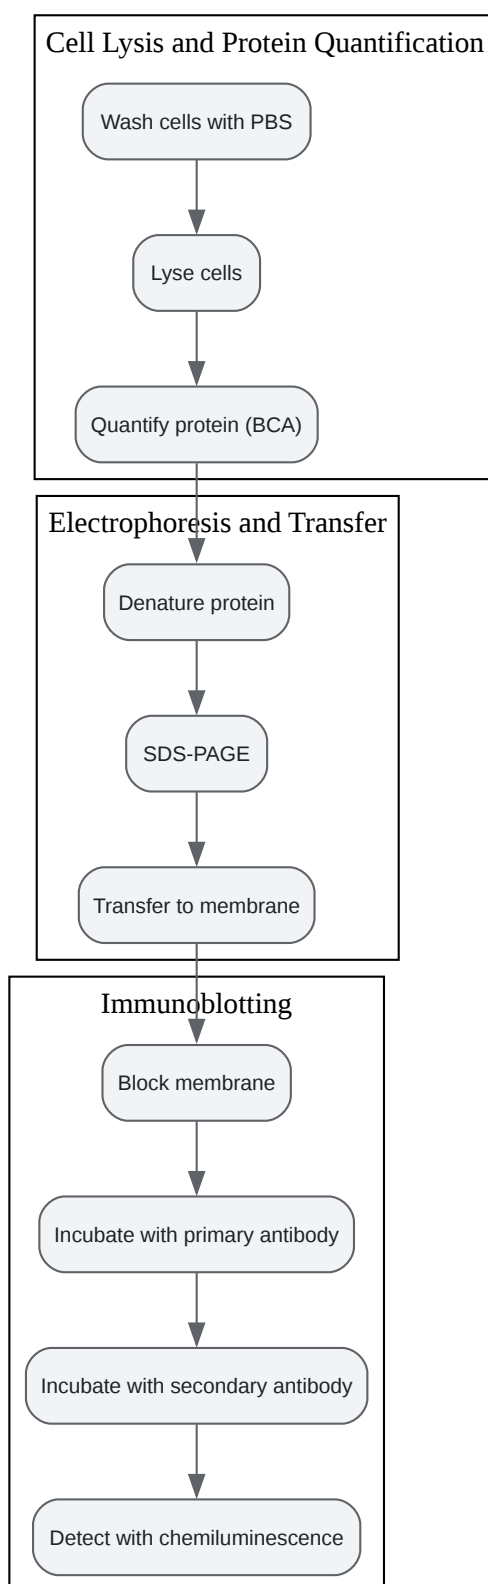 Cell Lysis and Protein Quantification
Wash cells with PBS
Lyse cells
Quantify protein (BCA)
Electrophoresis and Transfer
Denature protein
SDS-PAGE
Transfer to membrane
Immunoblotting
Block membrane
Incubate with primary antibody
Incubate with secondary antibody
Detect with chemiluminescence